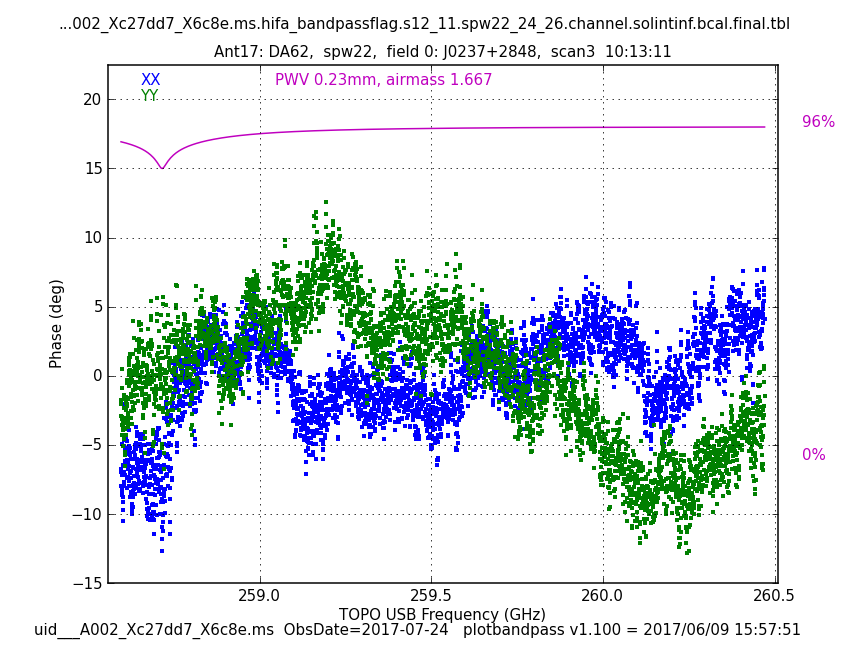 ...002_Xc27dd7_X6c8e.ms.hifa_bandpassflag.s12_11.spw22_24_26.channel.solintinf.bcal.final.tbl
Ant17: DA62,  spw22,  field 0: J0237+2848,  scan3  10:13:11
XX
YY
PWV 0.23mm, airmass 1.667
96%
0%
20
15
10
5
0
−5
−10
−15
Phase (deg)
259.0
259.5
260.0
260.5
TOPO USB Frequency (GHz)
uid___A002_Xc27dd7_X6c8e.ms  ObsDate=2017-07-24   plotbandpass v1.100 = 2017/06/09 15:57:51